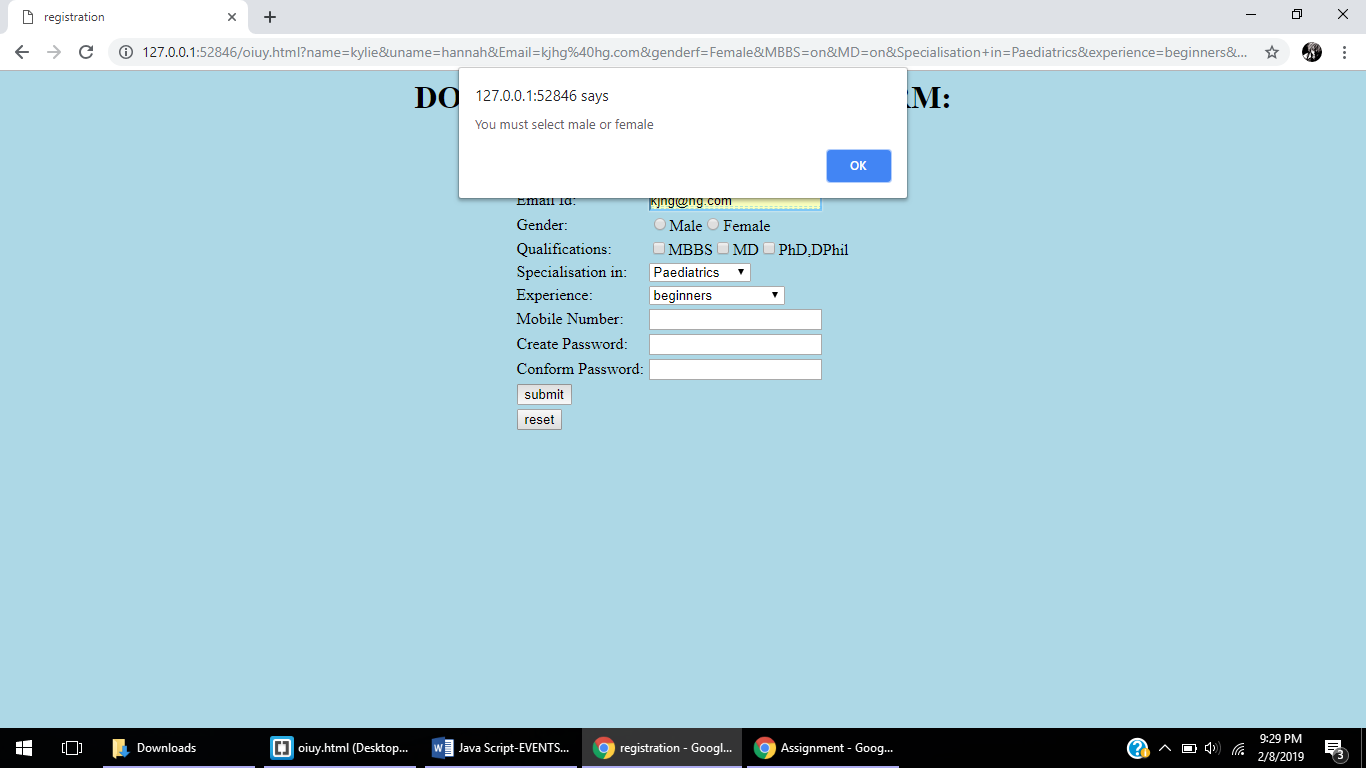 registration
127.0.0.1:52846/oiuy.html?name=kylie&uname=hannah&Email=kjhg%40hg.com&genderf=Female&MBBS=on&MD=on&Specialisation+in=Paediatrics&experience=beginners&...
DO RM:
127.0.0.1:52846 says
You must select male or female
OK
Email Id: kjhg@hg.com
Gender: Male Female
Qualifications: MBBS MD PhD,DPhil
Specialisation in: Paediatrics
Experience: beginners
Mobile Number:
Create Password:
Conform Password:
submit
reset
Downloads
oiuy.html (Desktop...
Java Script-EVENTS...
registration - Googl...
Assignment - Goog...
9:29 PM
2/8/2019
3